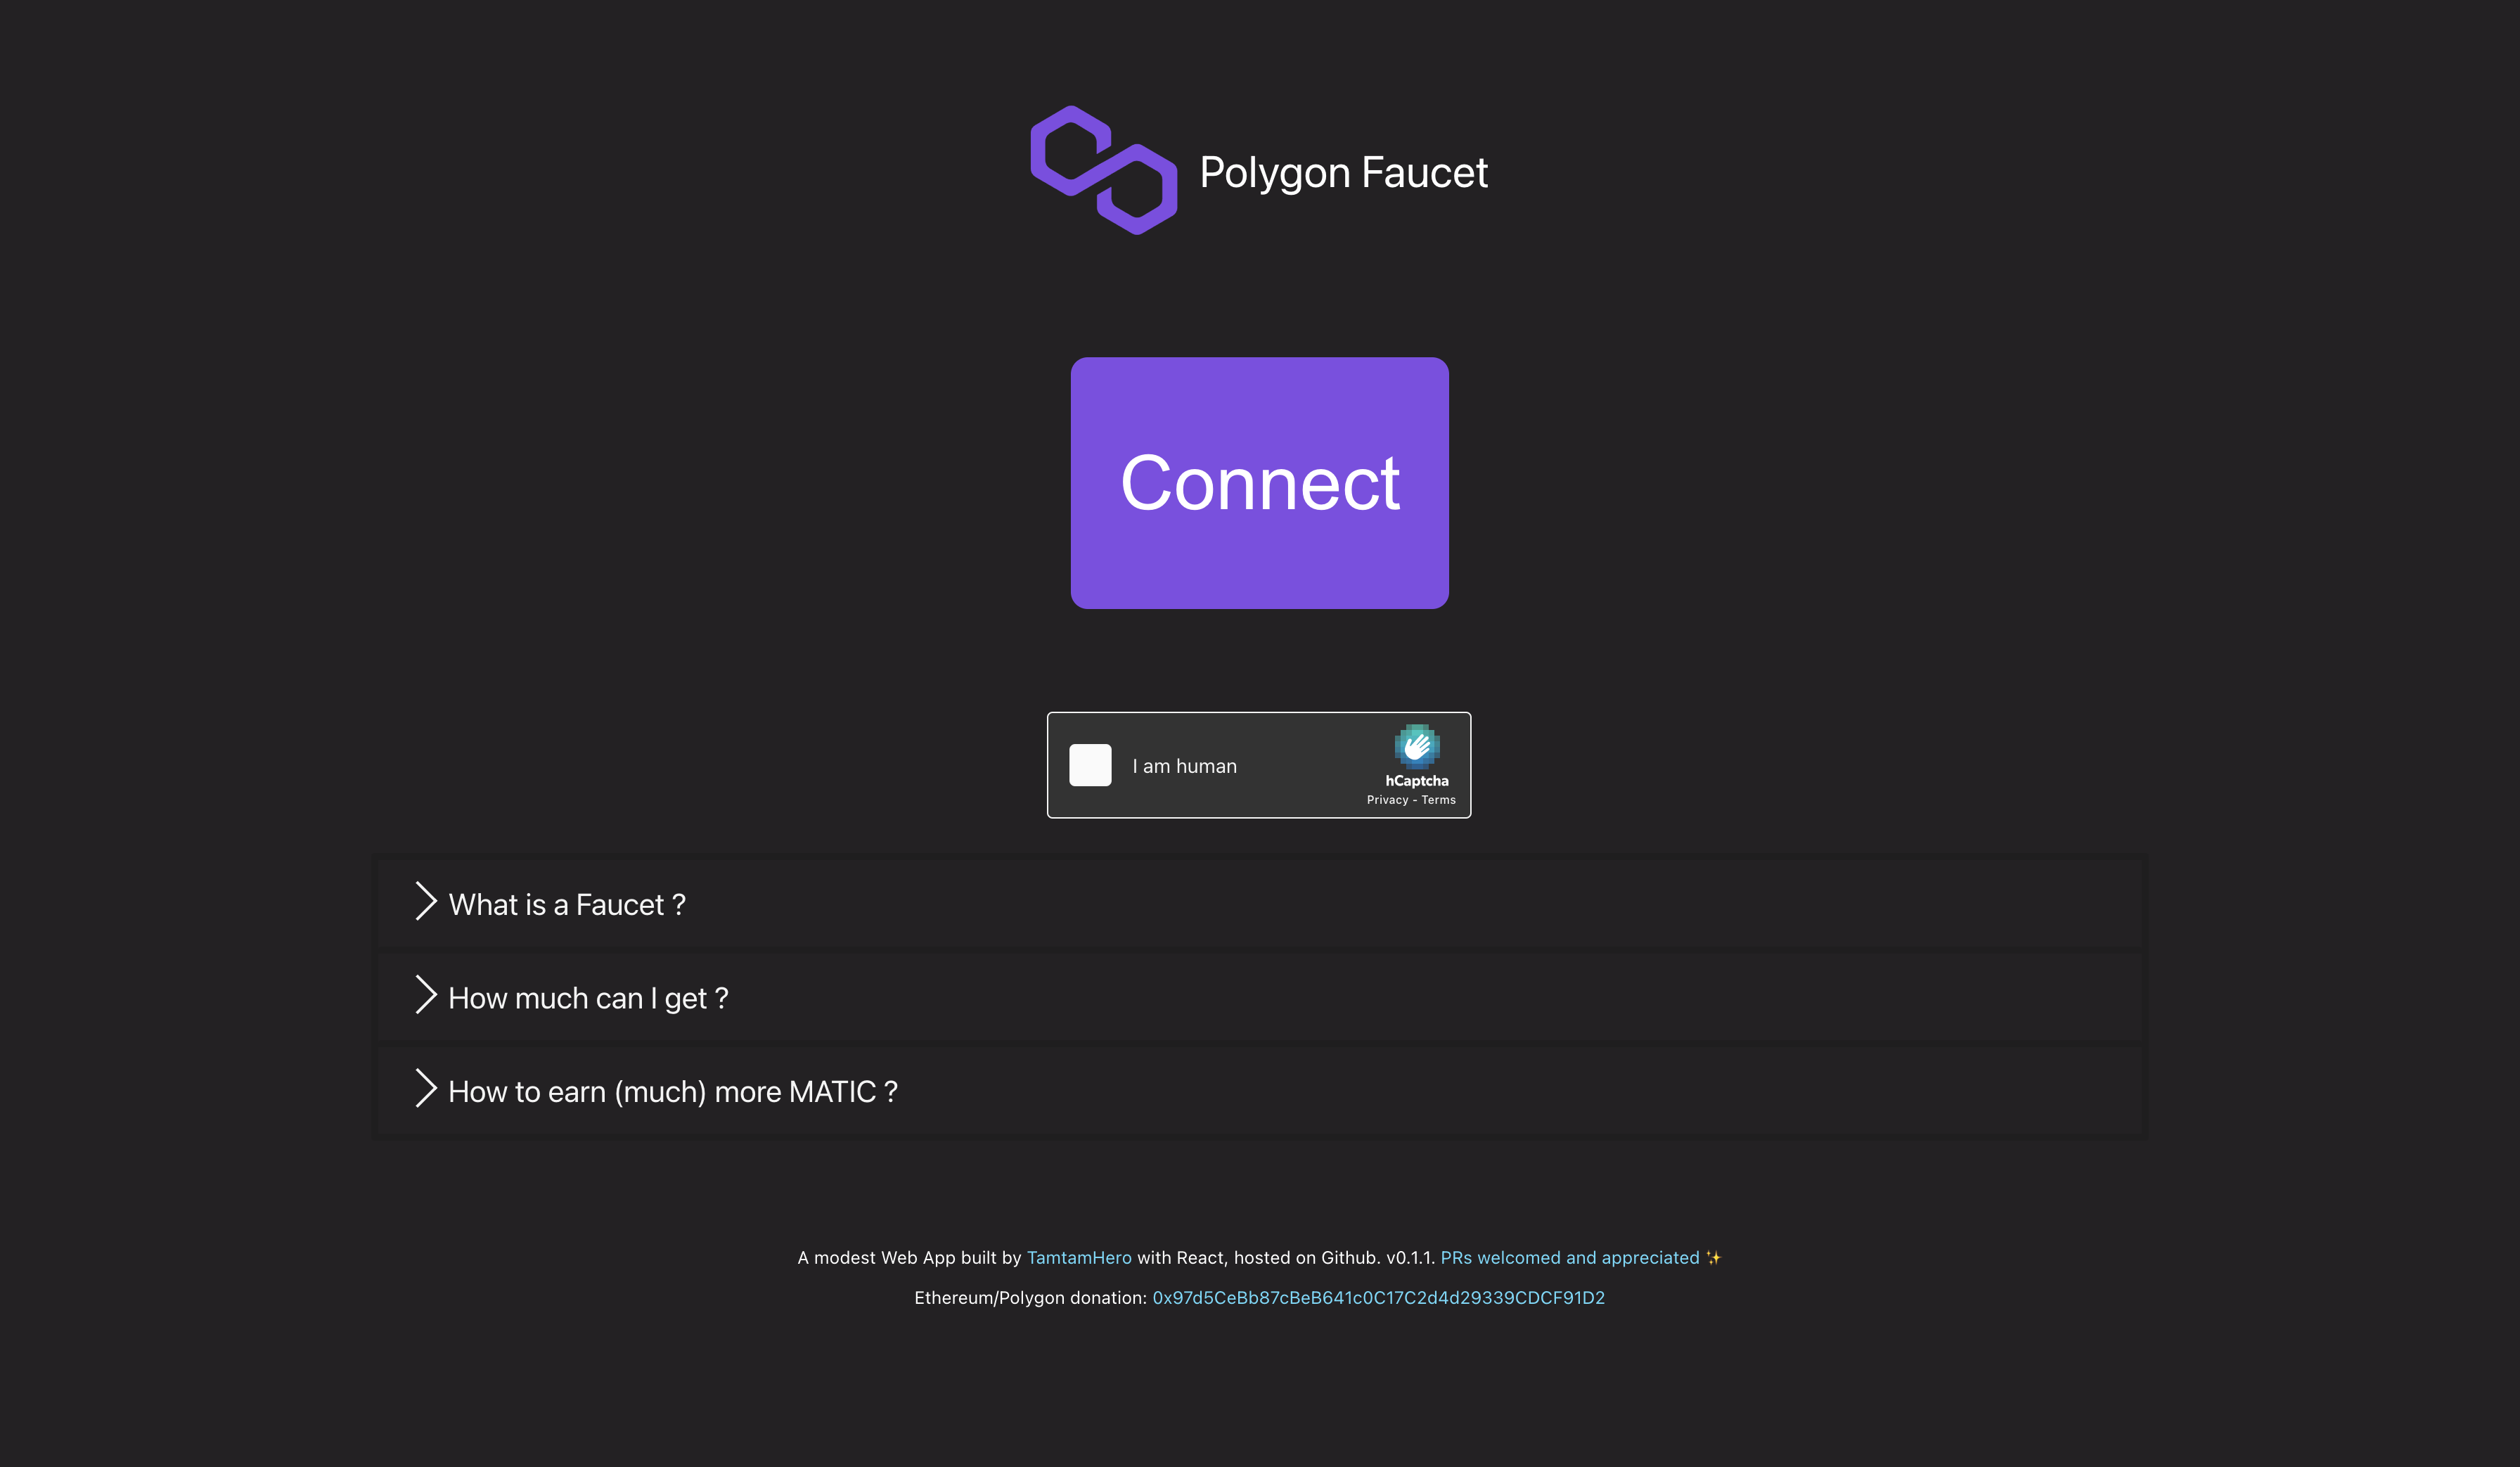 Polygon Faucet
Connect
I am human
hCaptcha
Privacy - Terms
What is a Faucet ?
How much can I get ?
How to earn (much) more MATIC ?
A modest Web App built by TamtamHero with React, hosted on Github. v0.1.1. PRs welcomed and appreciated ✨
Ethereum/Polygon donation: 0x97d5CeBb87cBeB641c0C17C2d4d29339CDCF91D2